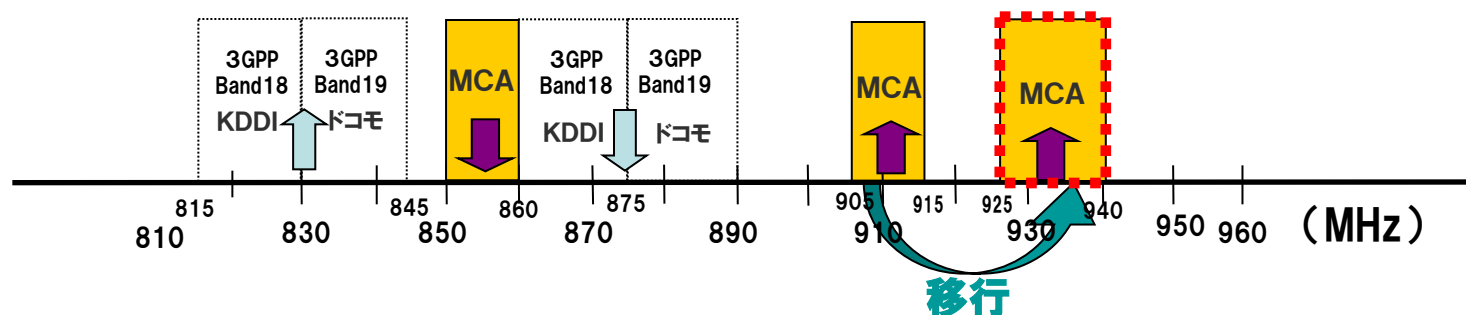 3GPP
Band18
3GPP
Band19
KDDI
ドコモ
MCA
3GPP
Band18
3GPP
Band19
KDDI
ドコモ
MCA
MCA
815
845
860
875
905
915
925
940
810
830
850
870
890
910
930
950
960
（MHz）
移行